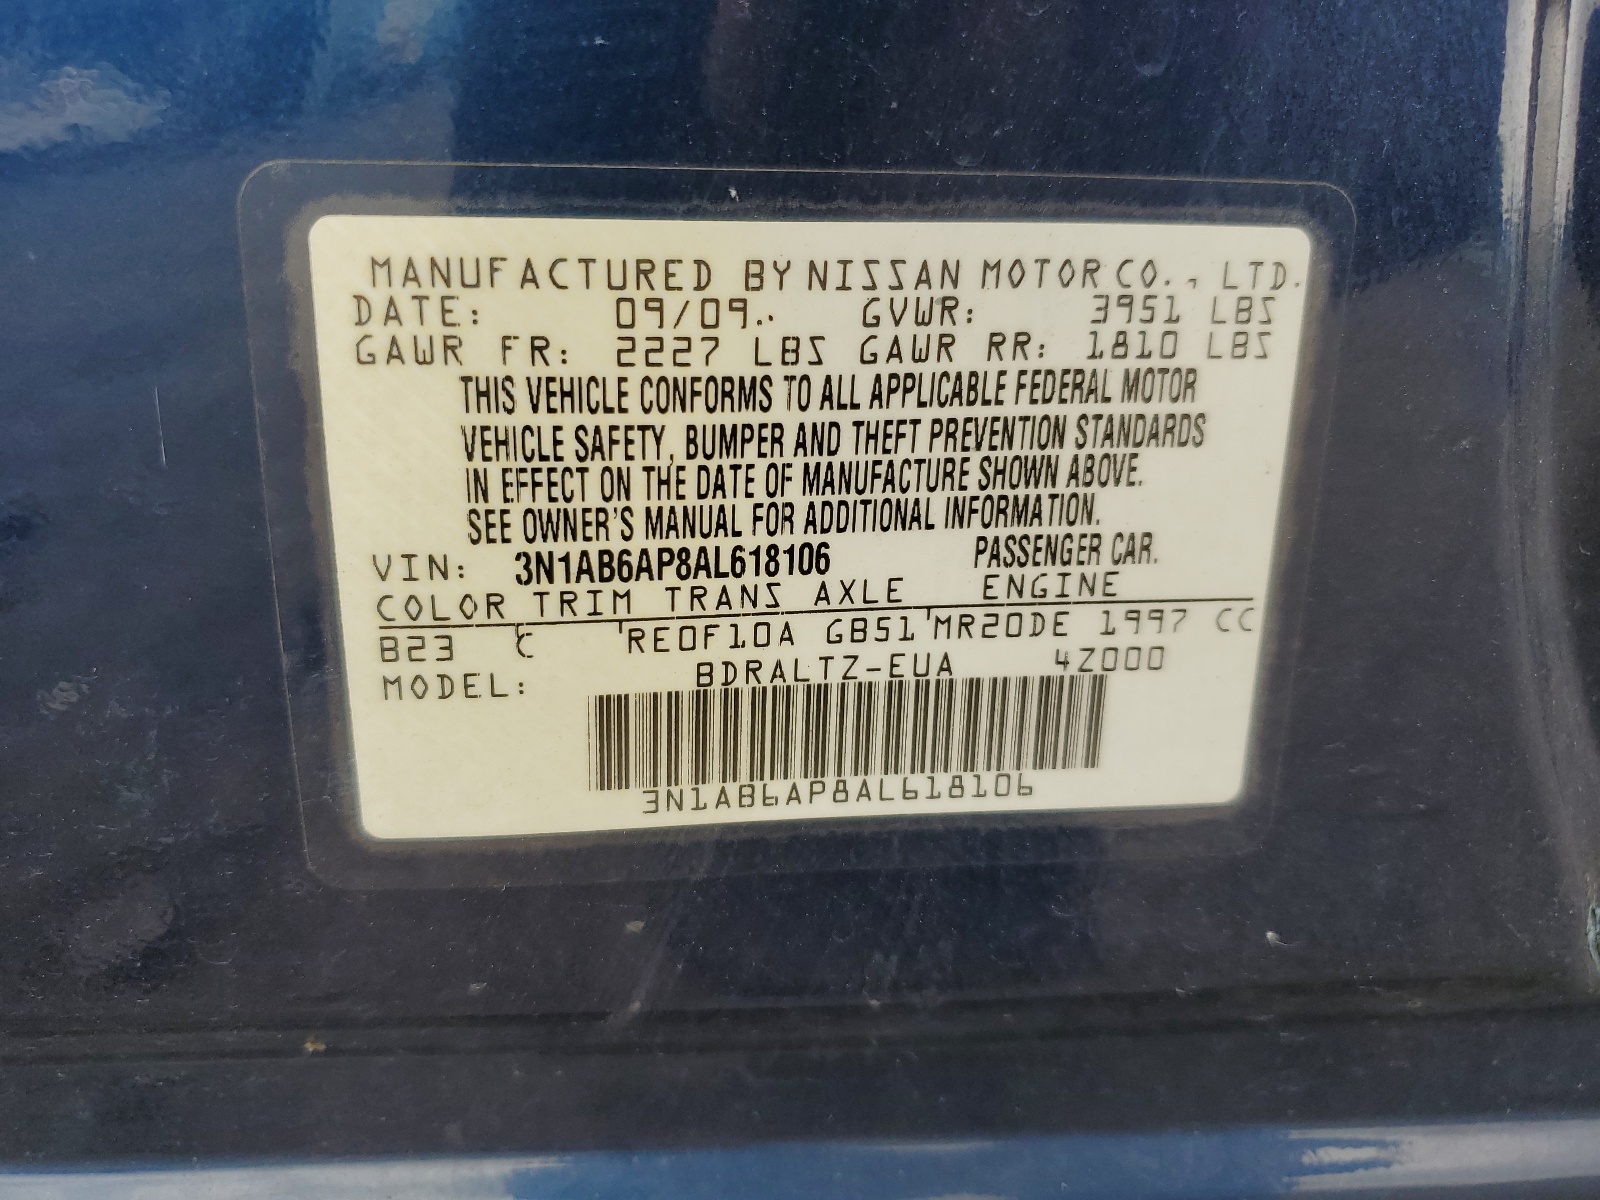 MANUFACTURED BY NISSAN MOTOR CO., LTD.
DATE: 09/09.. GVWR: 3951 LBS
GAWR FR: 2227 LBS GAWR RR: 1810 LBS
THIS VEHICLE CONFORMS TO ALL APPLICABLE FEDERAL MOTOR
VEHICLE SAFETY, BUMPER AND THEFT PREVENTION STANDARDS
IN EFFECT ON THE DATE OF MANUFACTURE SHOWN ABOVE.
SEE OWNER'S MANUAL FOR ADDITIONAL INFORMATION.
VIN: 3N1AB6AP8AL618106 PASSENGER CAR.
COLOR TRIM TRANS AXLE ENGINE
B23 C RE0F10A GB51 MR20DE 1997 CC
MODEL: BDRALTZ-EUA 4Z000
3N1AB6AP8AL618106